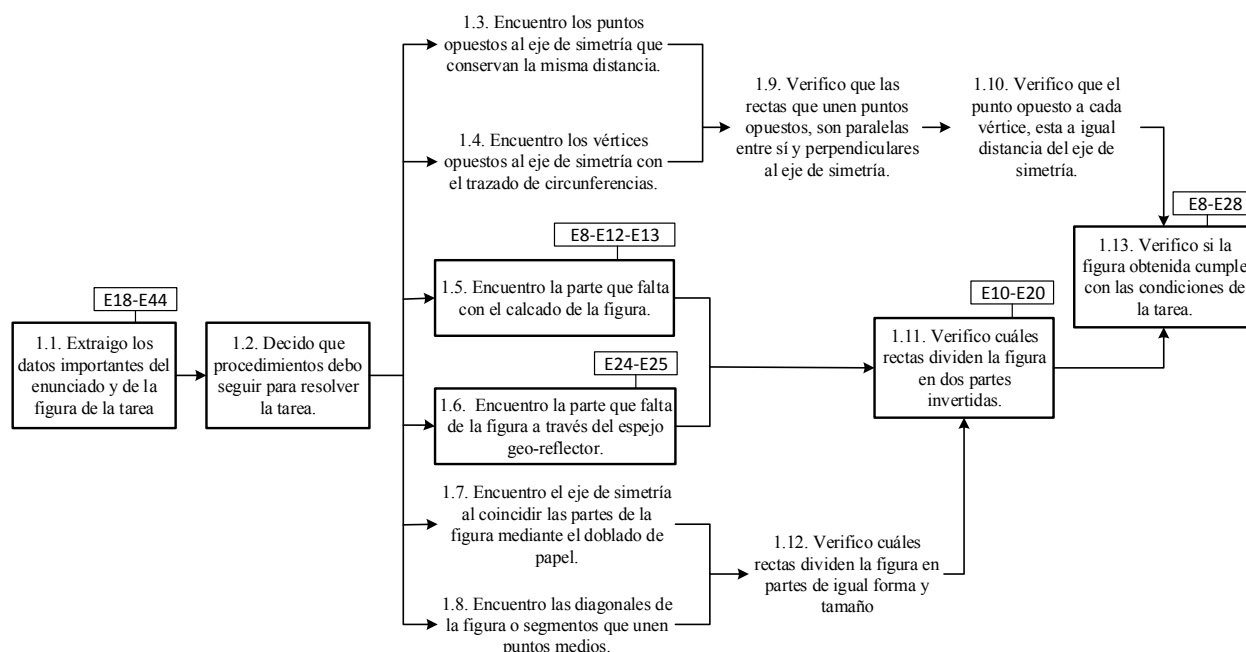 1.3. Encuentro los puntos
opuestos al eje de simetría que
conservan la misma distancia.
1.4. Encuentro los vértices
opuestos al eje de simetría con
el trazado de circunferencias.
1.9. Verifico que las
rectas que unen puntos
opuestos, son paralelas
entre sí y perpendiculares
al eje de simetría.
1.10. Verifico que el
punto opuesto a cada
vértice, esta a igual
distancia del eje de
simetría.
E18-E44
1.1. Extraigo los
datos importantes del
enunciado y de la
figura de la tarea
1.2. Decido que
procedimientos debo
seguir para resolver
la tarea.
E8-E12-E13
1.5. Encuentro la parte que falta
con el calcado de la figura.
E24-E25
1.6. Encuentro la parte que falta
de la figura a través del espejo
geo-reflector.
E10-E20
1.11. Verifico cuáles
rectas dividen la figura
en dos partes
invertidas.
E8-E28
1.13. Verifico si la
figura obtenida cumple
con las condiciones de
la tarea.
1.7. Encuentro el eje de simetría
al coincidir las partes de la
figura mediante el doblado de
papel.
1.8. Encuentro las diagonales de
la figura o segmentos que unen
puntos medios.
1.12. Verifico cuáles
rectas dividen la figura en
partes de igual forma y
tamaño